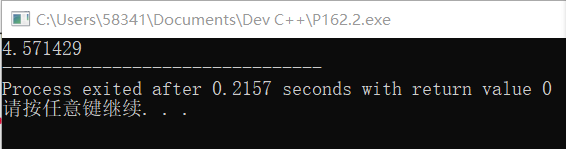 C:\Users\58341\Documents\Dev C++\P162.2.exe
4.571429
--------------------------------
Process exited after 0.2157 seconds with return value 0
请按任意键继续. . .